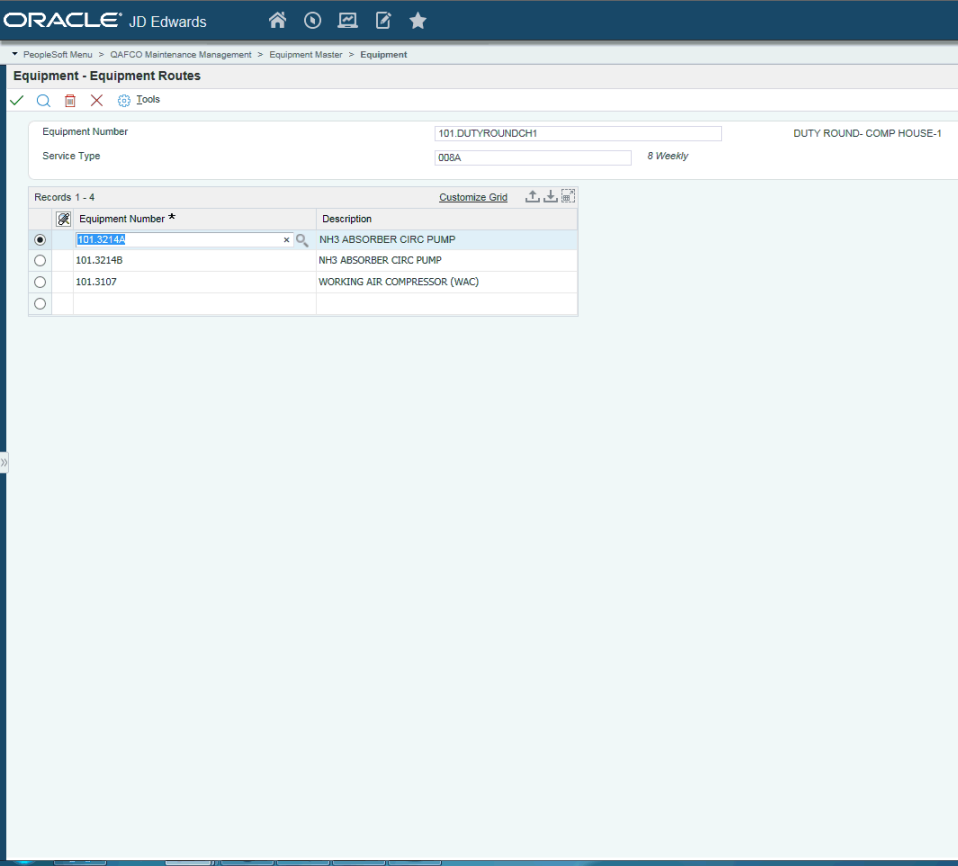 ORACLE JD Edwards
PeopleSoft Menu > QAFCO Maintenance Management > Equipment Master > Equipment
Equipment - Equipment Routes
Tools
Equipment Number 101.DUTYROUNDCH1 DUTY ROUND- COMP HOUSE-1
Service Type 008A 8 Weekly
Records 1 - 4 Customize Grid
Equipment Number * Description
101.3214A × NH3 ABSORBER CIRC PUMP
101.3214B NH3 ABSORBER CIRC PUMP
101.3107 WORKING AIR COMPRESSOR (WAC)